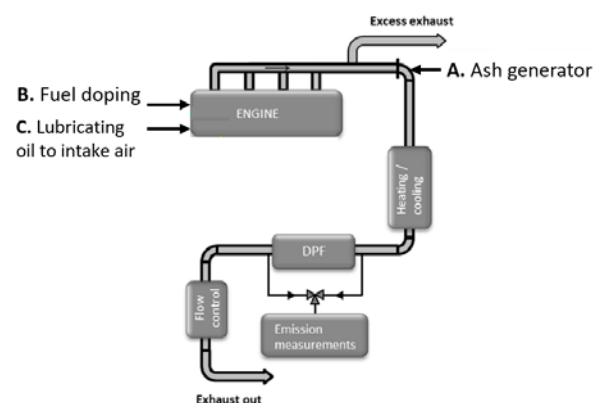 Excess exhaust
A. Ash generator
B. Fuel doping
C. Lubricating
oil to intake air
ENGINE
Heating /
cooling
DPF
Flow
control
Emission
measurements
Exhaust out